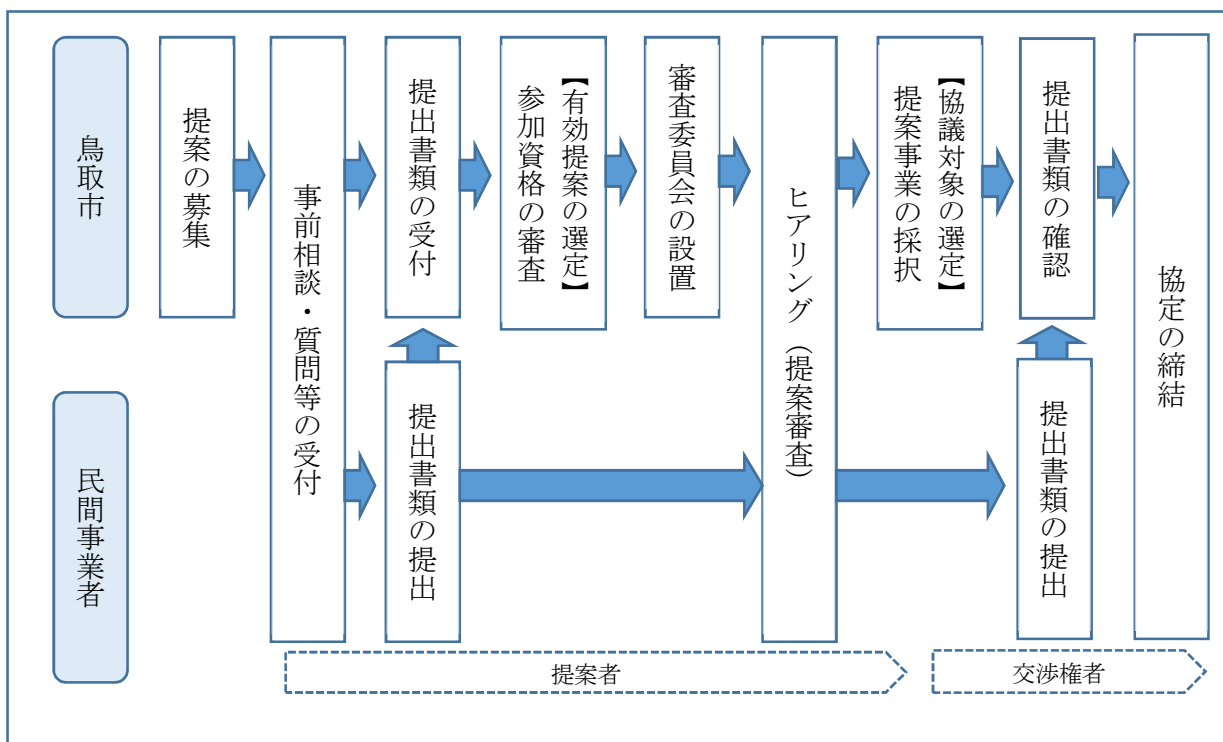 鳥取市
提案の募集
事前相談・質問等の受付
提出書類の受付
【有効提案の選定】
参加資格の審査
審査委員会の設置
ヒアリング（提案審査）
【協議対象の選定】
提案事業の採択
提出書類の確認
協定の締結
民間事業者
提出書類の提出
提出書類の提出
提案者
交渉権者